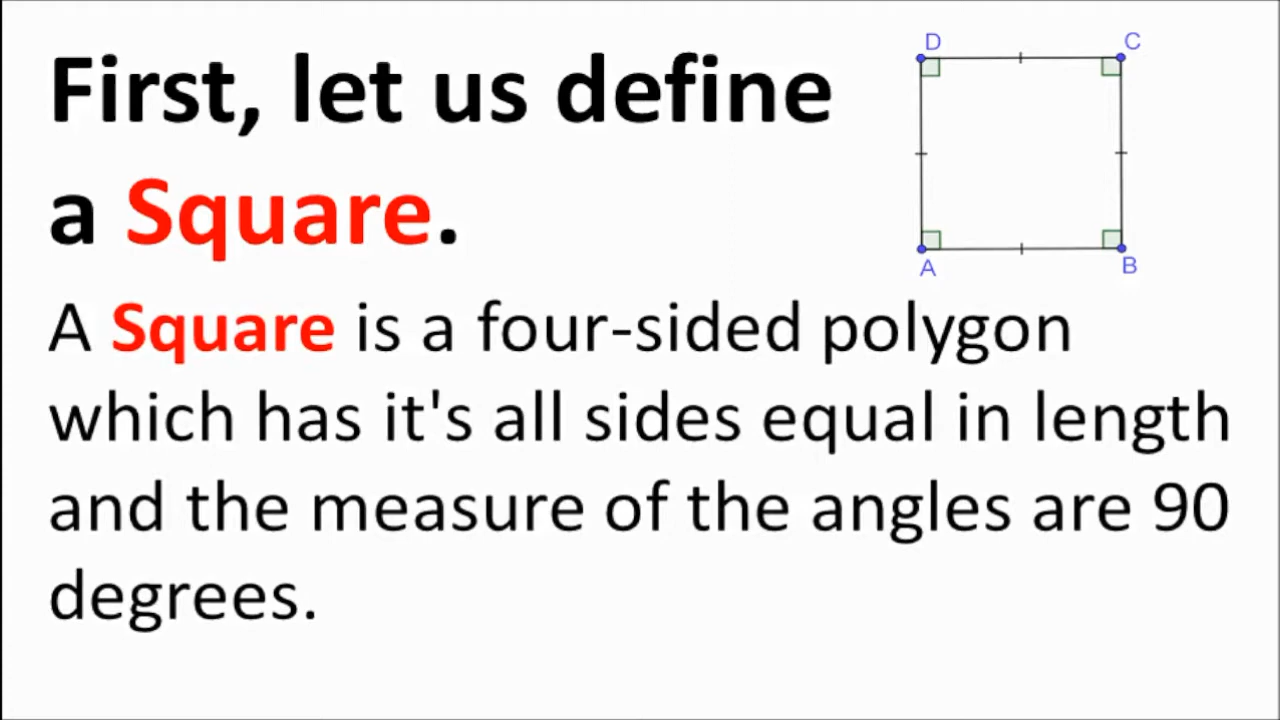 First, let us define
a Square.
D
C
A
B
A Square is a four-sided polygon
which has it's all sides equal in length
and the measure of the angles are 90
degrees.